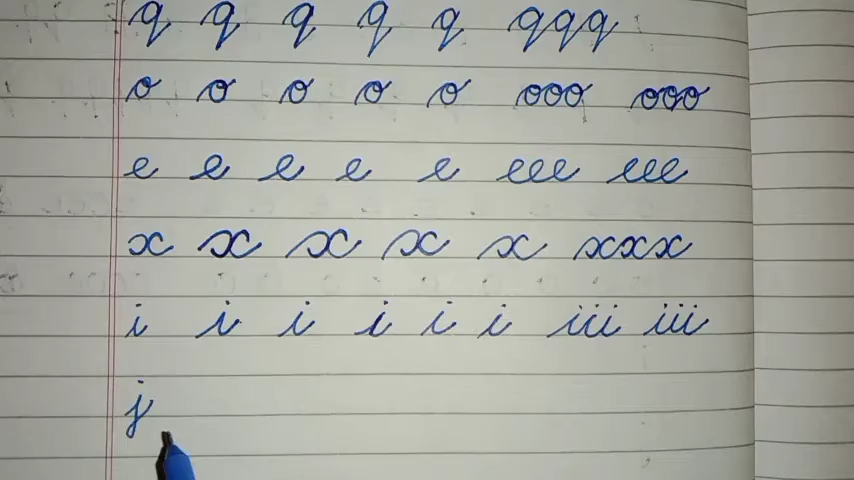 q q q q q qqq
o o o o o ooo ooo
e e e e e eee eee
x x x x x xxx
i i i i i i iii iii
j